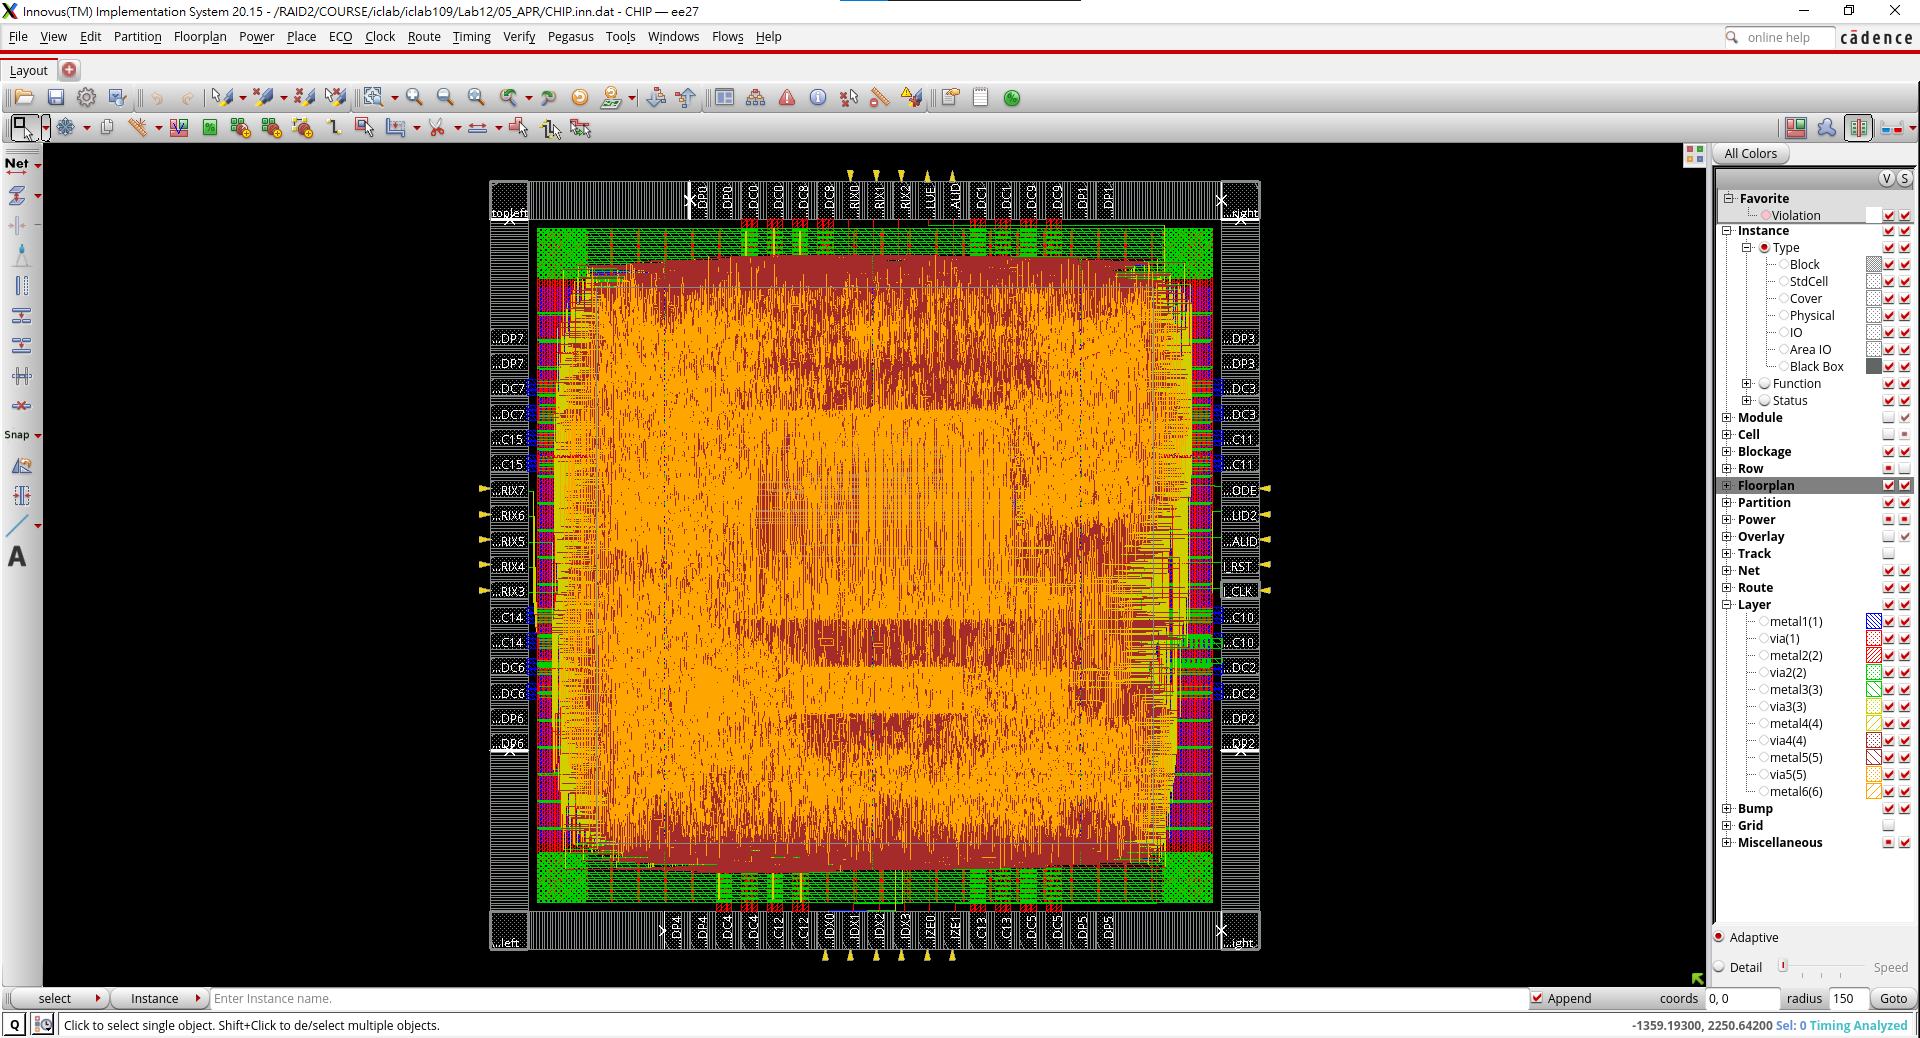 Innovus(TM) Implementation System 20.15 - /RAID2/COURSE/iclab/iclab109/Lab12/05_APR/CHIP.inn.dat - CHIP — ee27
File View Edit Partition Floorplan Power Place ECO Clock Route Timing Verify Pegasus Tools Windows Flows Help
online help
cādence
Layout
Net
Snap
A
topleft
DP0
DP0
DC0
DC0
DC8
DC8
RIX0
RIX1
RIX2
LUE
ALID
DC1
DC1
DC9
DC9
DP1
DP1
...right
...DP7
...DP7
...DC7
...DC7
...C15
...C15
...RIX7
...RIX6
...RIX5
...RIX4
...RIX3
...C14
...C14
...DC6
...DC6
...DP6
...DP6
...DP3
...DP3
...DC3
...DC3
...C11
...C11
...ODE
...LID2
...ALID
I_RST
I_CLK
...C10
...C10
...DC2
...DC2
...DP2
...DP2
...left
DP4
DP4
DC4
DC4
C12
C12
IDX0
IDX1
IDX2
IDX3
IZE0
IZE1
C13
C13
DC5
DC5
DP5
DP5
...ight
All Colors
V S
Favorite
Violation
Instance
Type
Block
StdCell
Cover
Physical
IO
Area IO
Black Box
Function
Status
Module
Cell
Blockage
Row
Floorplan
Partition
Power
Overlay
Track
Net
Route
Layer
metal1(1)
via(1)
metal2(2)
via2(2)
metal3(3)
via3(3)
metal4(4)
via4(4)
metal5(5)
via5(5)
metal6(6)
Bump
Grid
Miscellaneous
Adaptive
Detail Speed
select Instance Enter Instance name. Append coords 0, 0 radius 150 Goto
Q Click to select single object. Shift+Click to de/select multiple objects. -1359.19300, 2250.64200 Sel: 0 Timing Analyzed